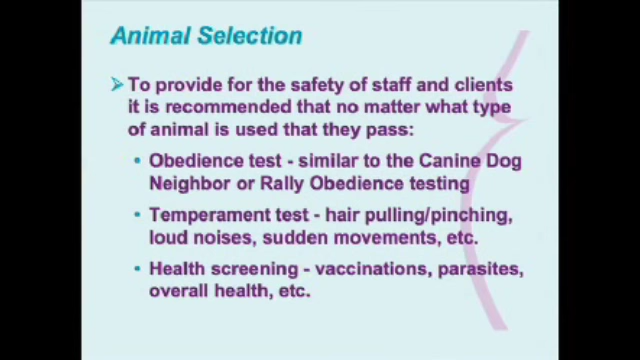 Animal Selection
To provide for the safety of staff and clients
it is recommended that no matter what type
of animal is used that they pass:
• Obedience test - similar to the Canine Dog
Neighbor or Rally Obedience testing
• Temperament test - hair pulling/pinching,
loud noises, sudden movements, etc.
• Health screening - vaccinations, parasites,
overall health, etc.